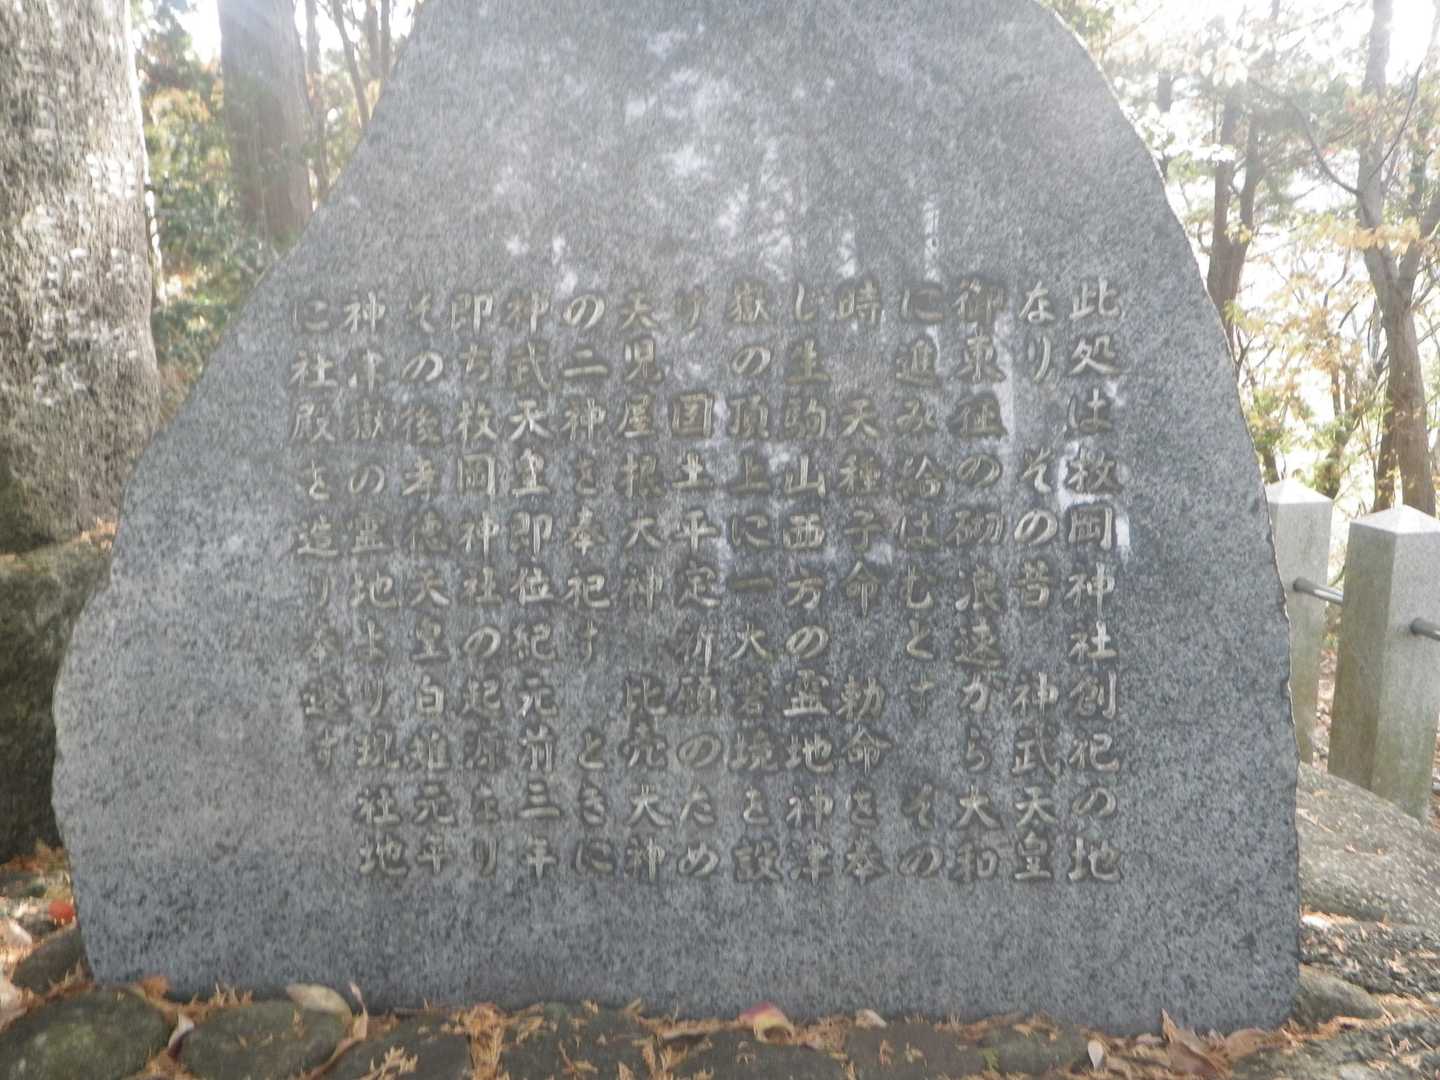 此処は枚岡神社創祀の地
なり その昔 神武天皇
御東征の砌浪速から大和
に進み給はむとす その
時 天種子命 勅命を奉
じ生駒山西方の霊地神津
嶽の頂上に一大磐境を設
け 国土平定祈願のため
天児屋根大神 比売大神
の二神を奉祀す ときに
神武天皇即位紀元前三年
即ち枚岡神社の起源なり
その後孝徳天皇白雉元年
神津嶽の霊地より現社地
に社殿を造り奉遷す